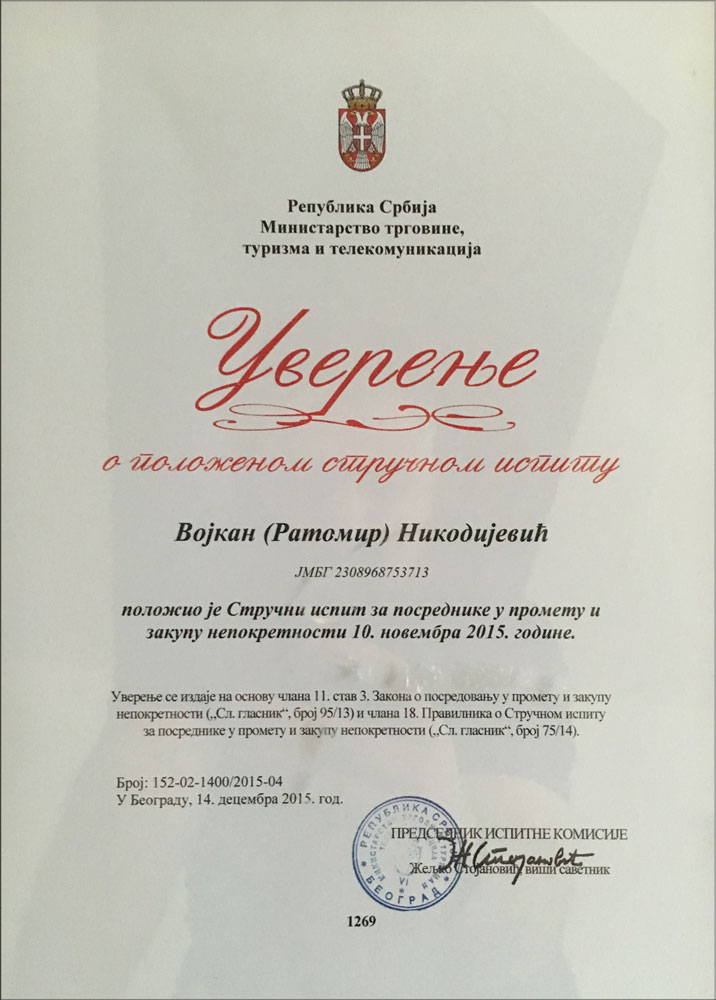 Република Србија
Министарство трговине,
туризма и телекомуникација
Уверење
о положеном стручном испиту
Војкан (Ратомир) Никодијевић
ЈМБГ 2308968753713
положио је Стручни испит за посреднике у промету и
закупу непокретности 10. новембра 2015. године.
Уверење се издаје на основу члана 11. став 3. Закона о посредовању у промету и закупу
непокретности („Сл. гласник“, број 95/13) и члана 18. Правилника о Стручном испиту
за посреднике у промету и закупу непокретности („Сл. гласник“, број 75/14).
Број: 152-02-1400/2015-04
У Београду, 14. децембра 2015. год.
ПРЕДСЕДНИК ИСПИТНЕ КОМИСИЈЕ
Жељко Стојановић виши саветник
РЕПУБЛИКА
БЕОГРАД
VI
1269